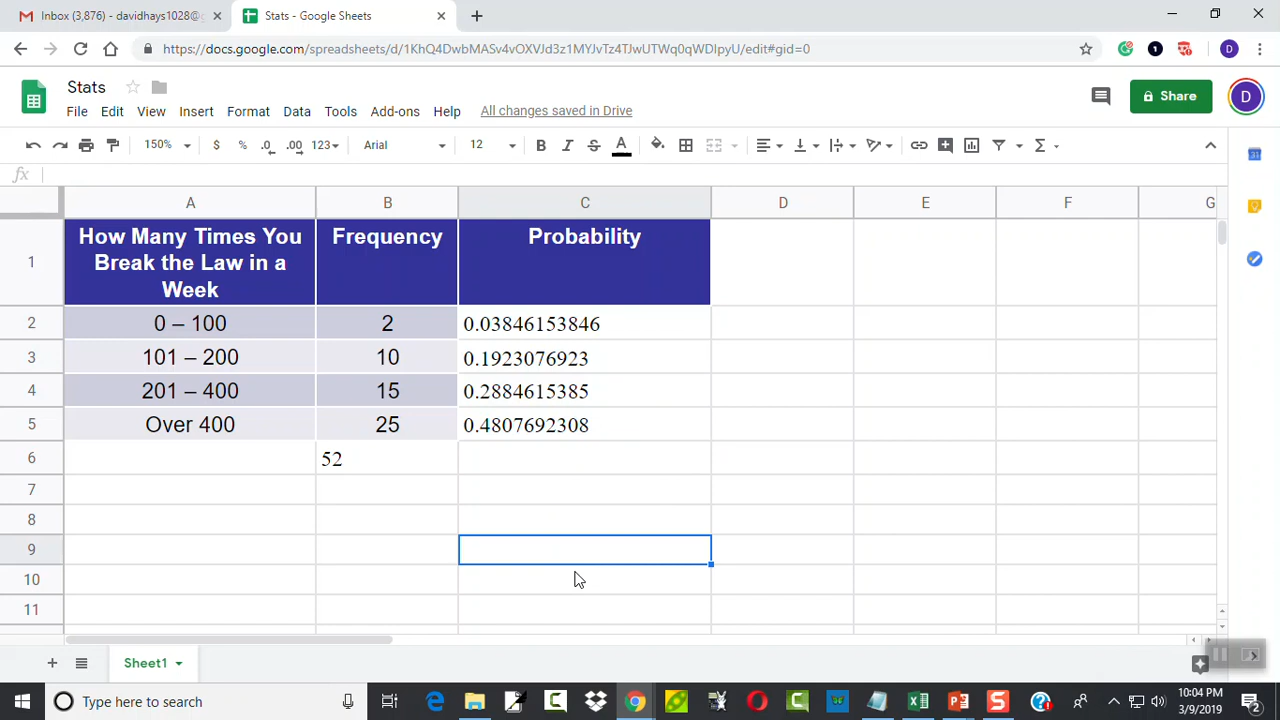 Inbox (3,876) - davidhays1028@g
Stats - Google Sheets
https://docs.google.com/spreadsheets/d/1KhQ4DwbMASv4vOXVJd3z1MYJvTz4TJwUTWq0qWDIpyU/edit#gid=0
D
1
Stats
File Edit View Insert Format Data Tools Add-ons Help All changes saved in Drive
Share
D
150% $ % .0 .00 123 Arial 12 B I S A Σ
fx
A B C D E F G
1 How Many Times You Break the Law in a Week Frequency Probability
2 0 – 100 2 0.03846153846
3 101 – 200 10 0.1923076923
4 201 – 400 15 0.2884615385
5 Over 400 25 0.4807692308
6 52
7
8
9
10
11
31
Sheet1
Type here to search
10:04 PM
3/9/2019
2